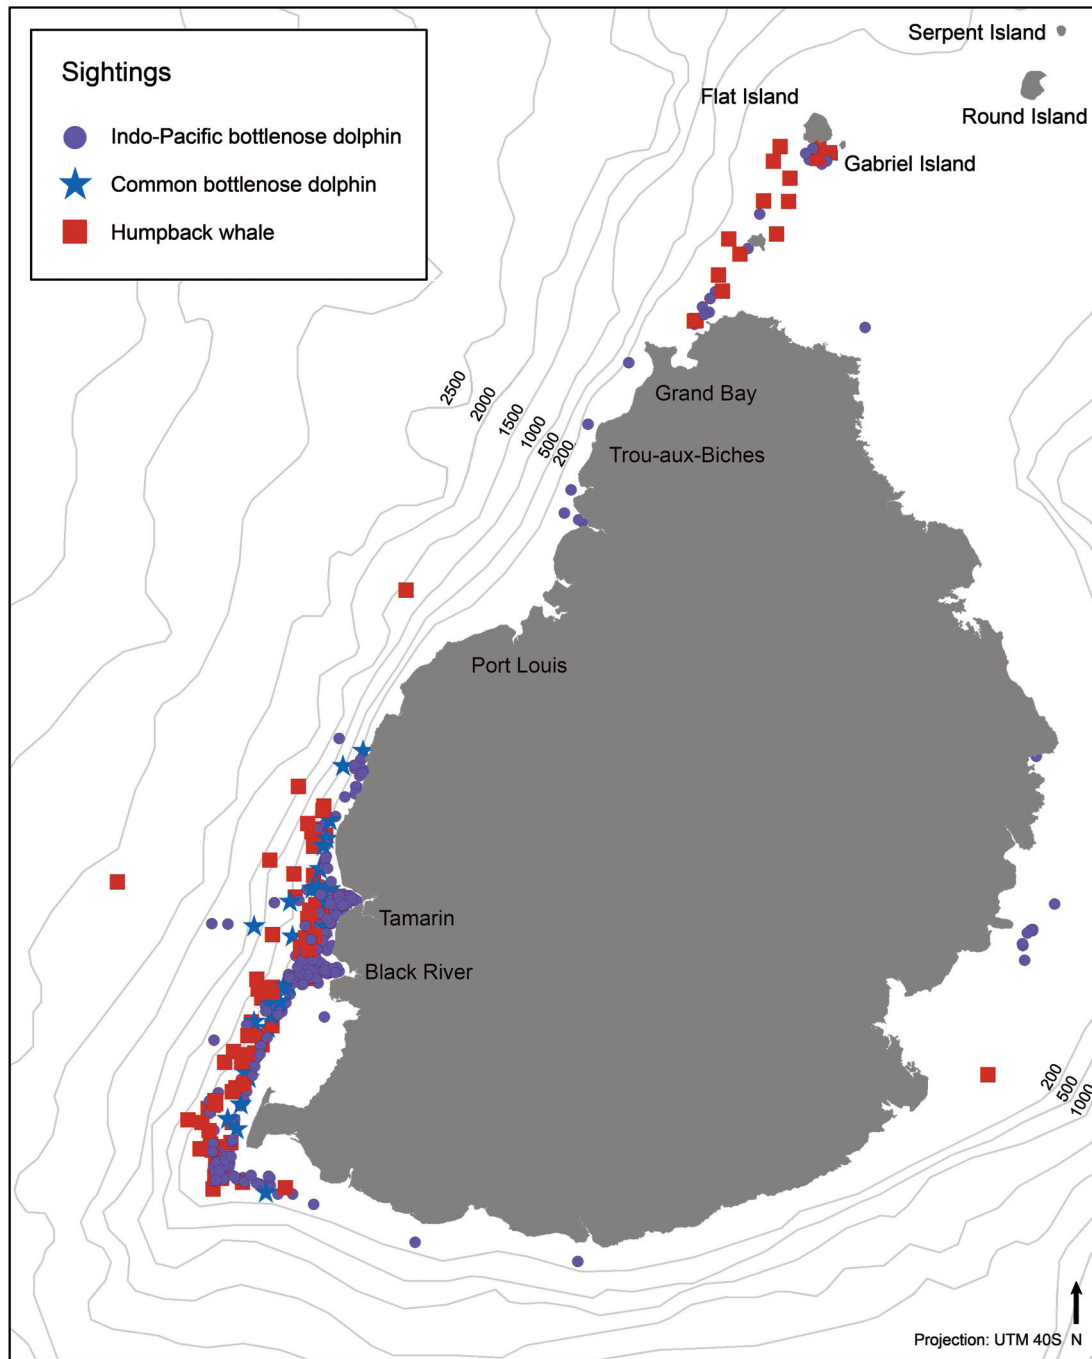 Serpent Island
Sightings
Indo-Pacific bottlenose dolphin
Common bottlenose dolphin
Humpback whale
Flat Island
Round Island
Gabriel Island
2500
2000
1500
1000
500
200
Grand Bay
Trou-aux-Biches
Port Louis
Tamarin
Black River
200
500
1000
Projection: UTM 40S N